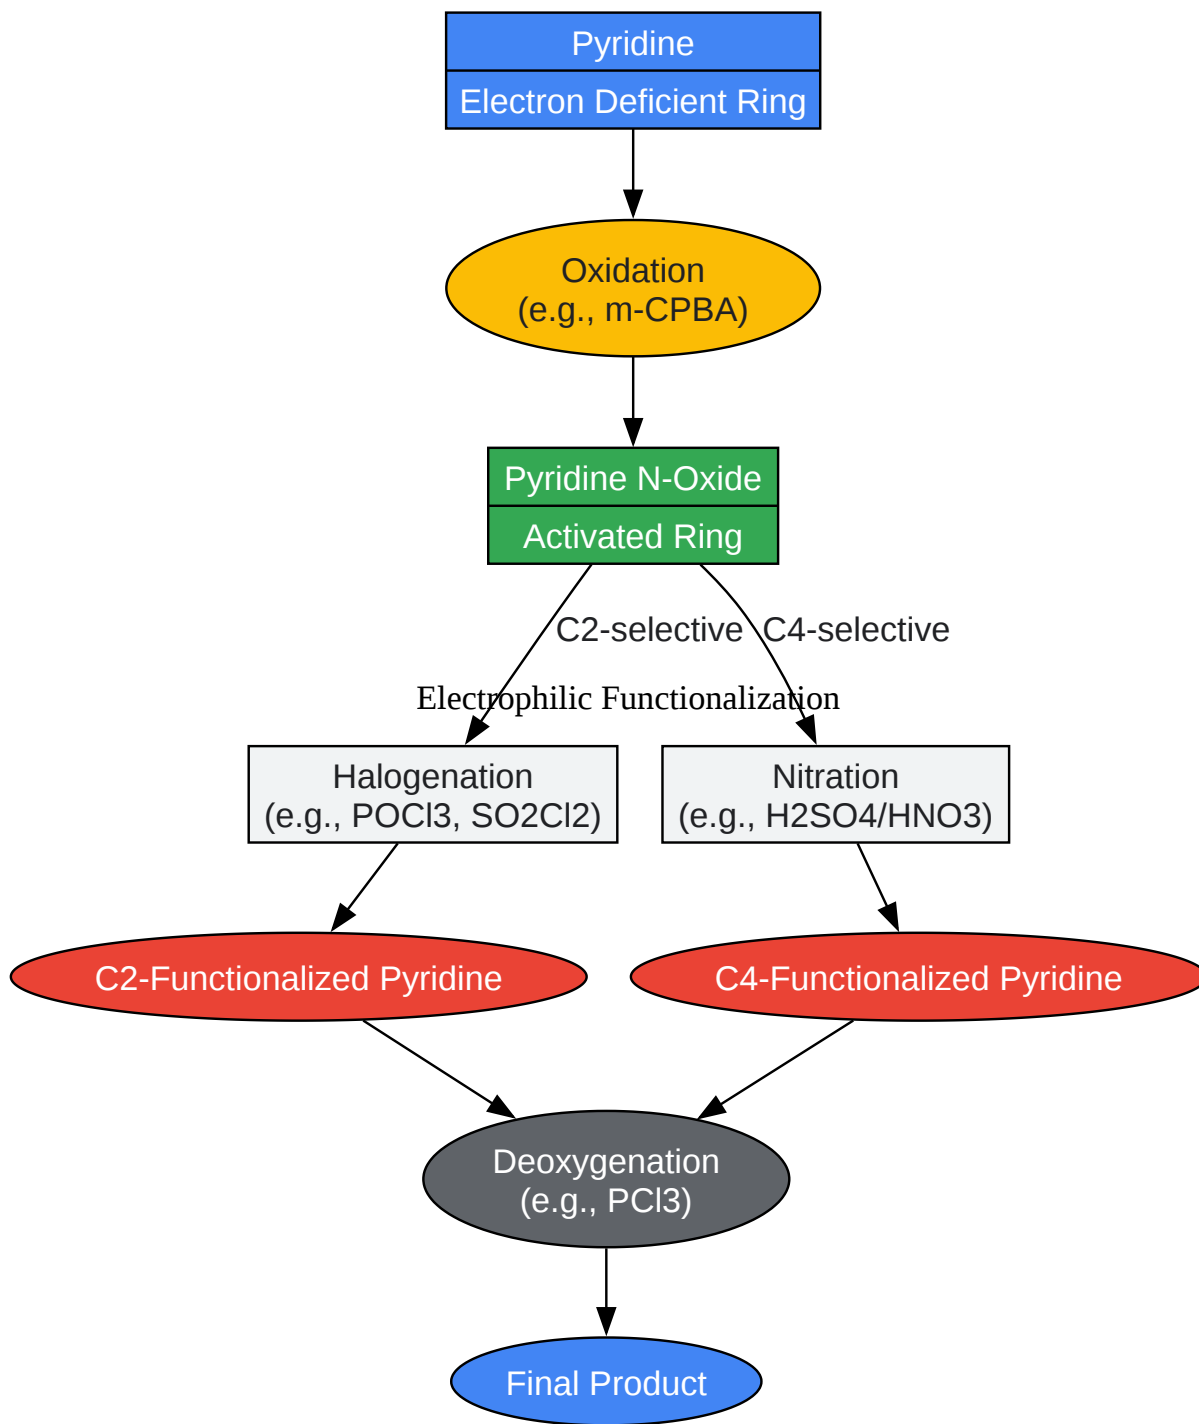 Pyridine
Electron Deficient Ring
Oxidation
(e.g., m-CPBA)
Pyridine N-Oxide
Activated Ring
C2-selective
C4-selective
Electrophilic Functionalization
Halogenation
(e.g., POCl3, SO2Cl2)
Nitration
(e.g., H2SO4/HNO3)
C2-Functionalized Pyridine
C4-Functionalized Pyridine
Deoxygenation
(e.g., PCl3)
Final Product